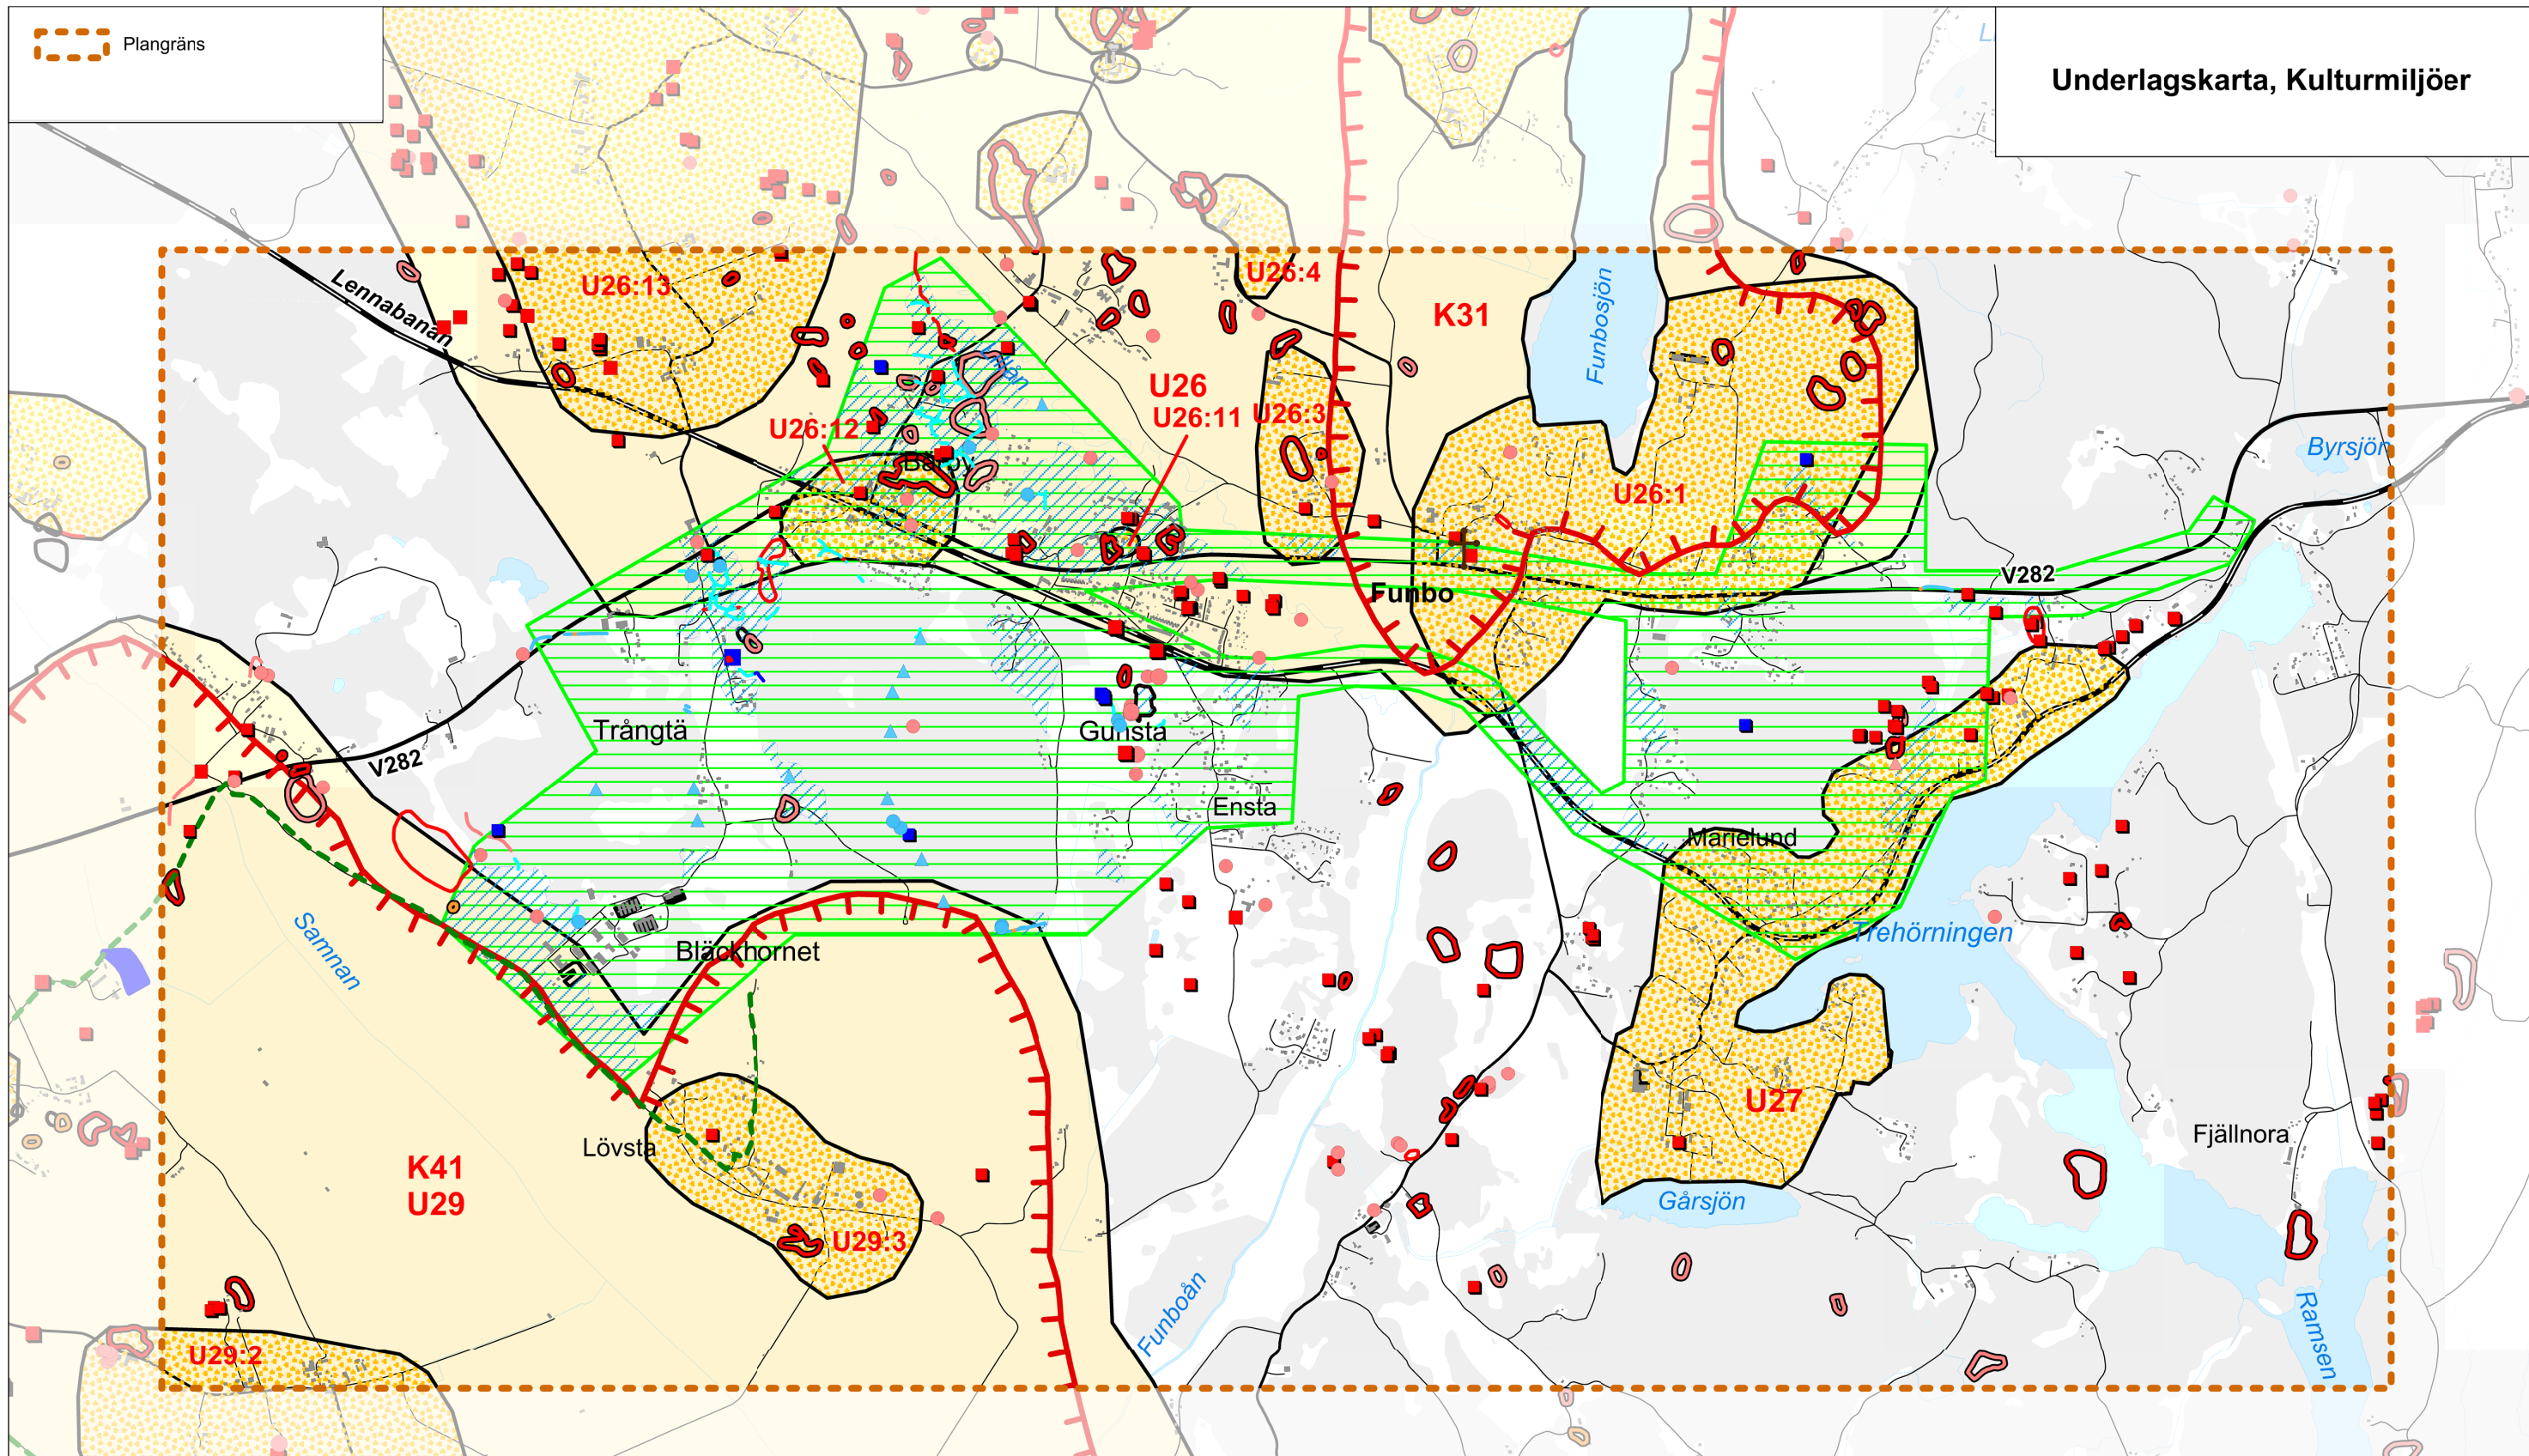 Plangräns
Underlagskarta, Kulturmiljöer
Lennabanan
U26:13
U26:4
K31
Funbosjön
U26
U26:11
U26:3
U26:12
U26:1
Byrsjön
V282
Funbo
Trångtä
Gunsta
V282
Ensta
Marielund
Samnan
Bläckhornet
Trehörningen
U27
Fjällnora
Lövsta
K41
U29
Gårsjön
U29:3
Funboån
Ramsen
U29:2